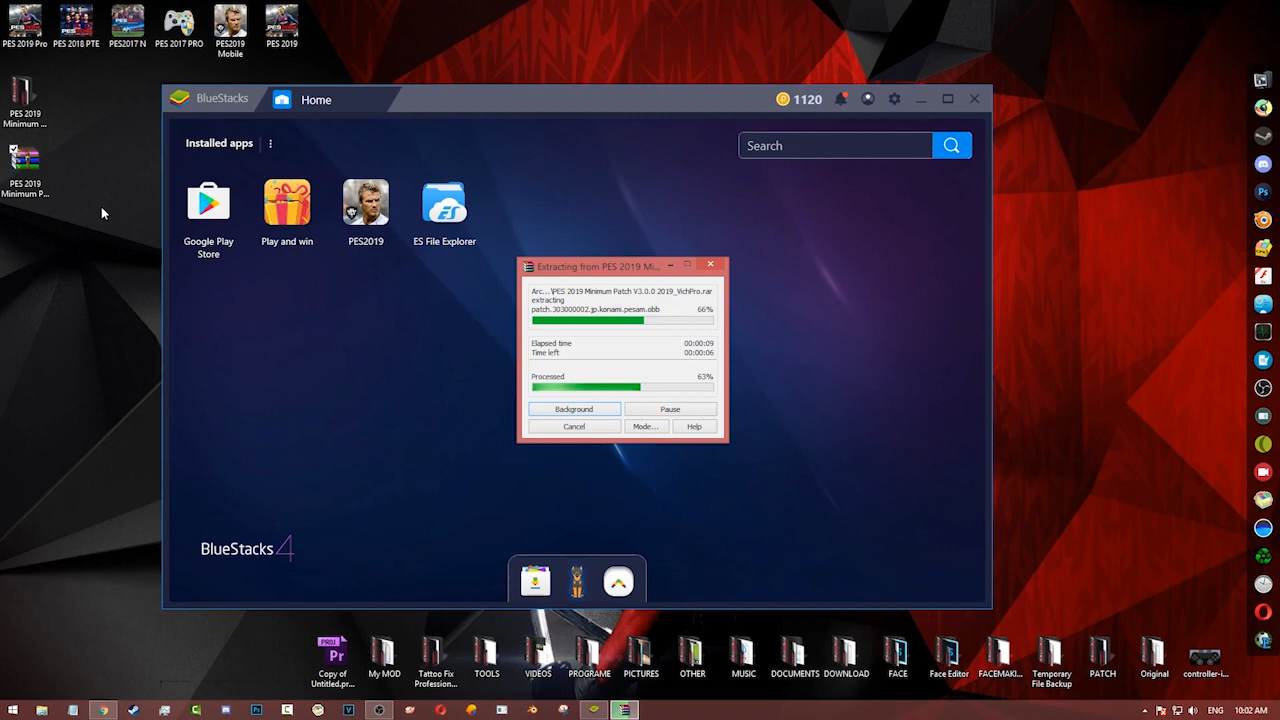 PES 2019 Pro
PES 2018 PTE
PES2017 N
PES 2017 PRO
PES2019
Mobile
PES 2019
PES 2019
Minimum ...
PES 2019
Minimum P...
BlueStacks
Home
1120
Installed apps
Search
Google Play
Store
Play and win
PES2019
ES File Explorer
Extracting from PES 2019 Mi...
Arc...\PES 2019 Minimum Patch V3.0.0 2019_VichPro.rar
extracting
patch.303000002.jp.konami.pesam.obb 66%
Elapsed time 00:00:09
Time left 00:00:06
Processed 63%
Background
Pause
Cancel
Mode...
Help
BlueStacks 4
PROJ
Pr
Copy of
Untitled.pr...
My MOD
Tattoo Fix
Profession...
TOOLS
VIDEOS
PROGRAME
PICTURES
OTHER
MUSIC
DOCUMENTS
DOWNLOAD
FACE
Face Editor
FACEMAKI...
Temporary
File Backup
PATCH
Original
controller-i...
ENG
10:02 AM